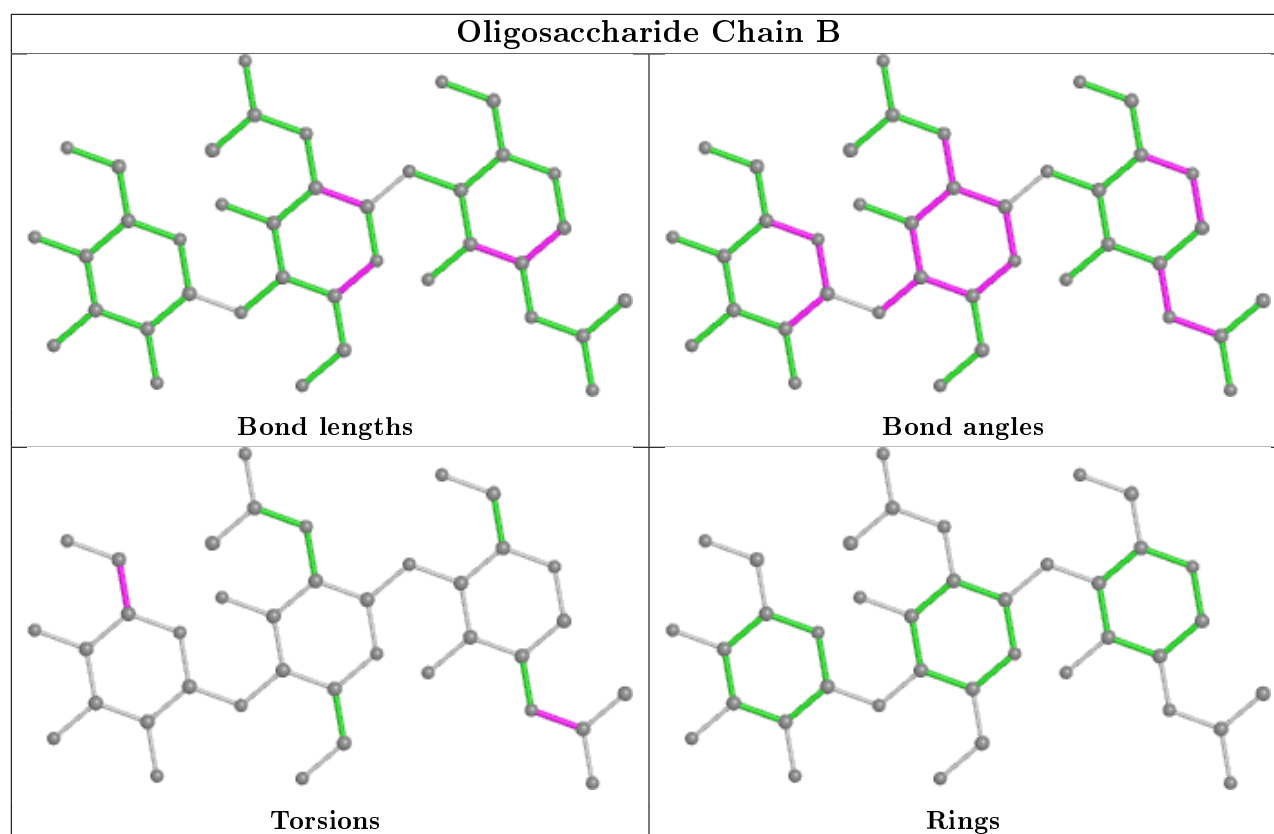 Oligosaccharide Chain B
Bond lengths
Bond angles
Torsions
Rings